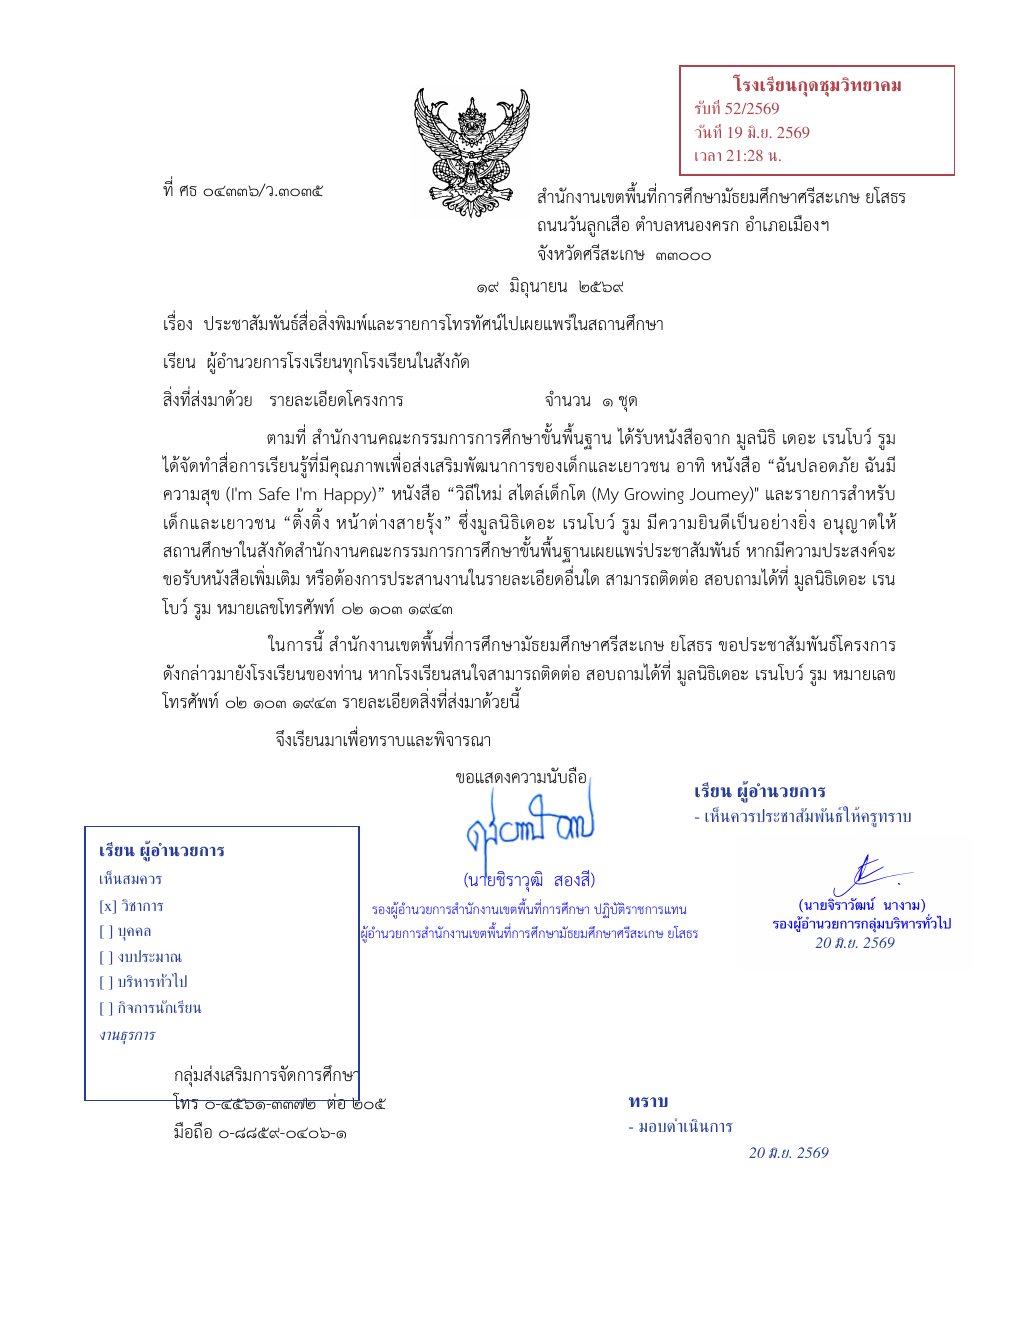 โรงเรียนกุดชุมวิทยาคม
รับที่ 52/2569
วันที่ 19 มิ.ย. 2569
เวลา 21:28 น.
ที่ ศธ ๐๔๓๓๖/ว.๓๐๓๕
สำนักงานเขตพื้นที่การศึกษามัธยมศึกษาศรีสะเกษ ยโสธร
ถนนวันลูกเสือ ตำบลหนองครก อำเภอเมืองฯ
จังหวัดศรีสะเกษ ๓๓๐๐๐
๑๙ มิถุนายน ๒๕๖๙
เรื่อง ประชาสัมพันธ์สื่อสิ่งพิมพ์และรายการโทรทัศน์ไปเผยแพร่ในสถานศึกษา
เรียน ผู้อำนวยการโรงเรียนทุกโรงเรียนในสังกัด
สิ่งที่ส่งมาด้วย รายละเอียดโครงการ จำนวน ๑ ชุด
ตามที่ สำนักงานคณะกรรมการการศึกษาขั้นพื้นฐาน ได้รับหนังสือจาก มูลนิธิ เดอะ เรนโบว์ รูม
ได้จัดทำสื่อการเรียนรู้ที่มีคุณภาพเพื่อส่งเสริมพัฒนาการของเด็กและเยาวชน อาทิ หนังสือ “ฉันปลอดภัย ฉันมี
ความสุข (I'm Safe I'm Happy)” หนังสือ “วิถีใหม่ สไตล์เด็กโต (My Growing Joumey)" และรายการสำหรับ
เด็กและเยาวชน “ติ้งติ้ง หน้าต่างสายรุ้ง” ซึ่งมูลนิธิเดอะ เรนโบว์ รูม มีความยินดีเป็นอย่างยิ่ง อนุญาตให้
สถานศึกษาในสังกัดสำนักงานคณะกรรมการการศึกษาขั้นพื้นฐานเผยแพร่ประชาสัมพันธ์ หากมีความประสงค์จะ
ขอรับหนังสือเพิ่มเติม หรือต้องการประสานงานในรายละเอียดอื่นใด สามารถติดต่อ สอบถามได้ที่ มูลนิธิเดอะ เรน
โบว์ รูม หมายเลขโทรศัพท์ ๐๒ ๑๐๓ ๑๙๔๓
ในการนี้ สำนักงานเขตพื้นที่การศึกษามัธยมศึกษาศรีสะเกษ ยโสธร ขอประชาสัมพันธ์โครงการ
ดังกล่าวมายังโรงเรียนของท่าน หากโรงเรียนสนใจสามารถติดต่อ สอบถามได้ที่ มูลนิธิเดอะ เรนโบว์ รูม หมายเลข
โทรศัพท์ ๐๒ ๑๐๓ ๑๙๔๓ รายละเอียดสิ่งที่ส่งมาด้วยนี้
จึงเรียนมาเพื่อทราบและพิจารณา
ขอแสดงความนับถือ
(นายชิราวุฒิ สองสี)
รองผู้อำนวยการสำนักงานเขตพื้นที่การศึกษา ปฏิบัติราชการแทน
ผู้อำนวยการสำนักงานเขตพื้นที่การศึกษามัธยมศึกษาศรีสะเกษ ยโสธร
เรียน ผู้อำนวยการ
- เห็นควรประชาสัมพันธ์ให้ครูทราบ
(นายจิราวัฒน์ นางาม)
รองผู้อำนวยการกลุ่มบริหารทั่วไป
20 มิ.ย. 2569
เรียน ผู้อำนวยการ
เห็นสมควร
[x] วิชาการ
[ ] บุคคล
[ ] งบประมาณ
[ ] บริหารทั่วไป
[ ] กิจการนักเรียน
งานธุรการ
กลุ่มส่งเสริมการจัดการศึกษา
โทร ๐-๔๕๖๑-๓๓๗๒ ต่อ ๒๐๕
มือถือ ๐-๘๘๕๙-๐๔๐๖-๑
ทราบ
- มอบดำเนินการ
20 มิ.ย. 2569